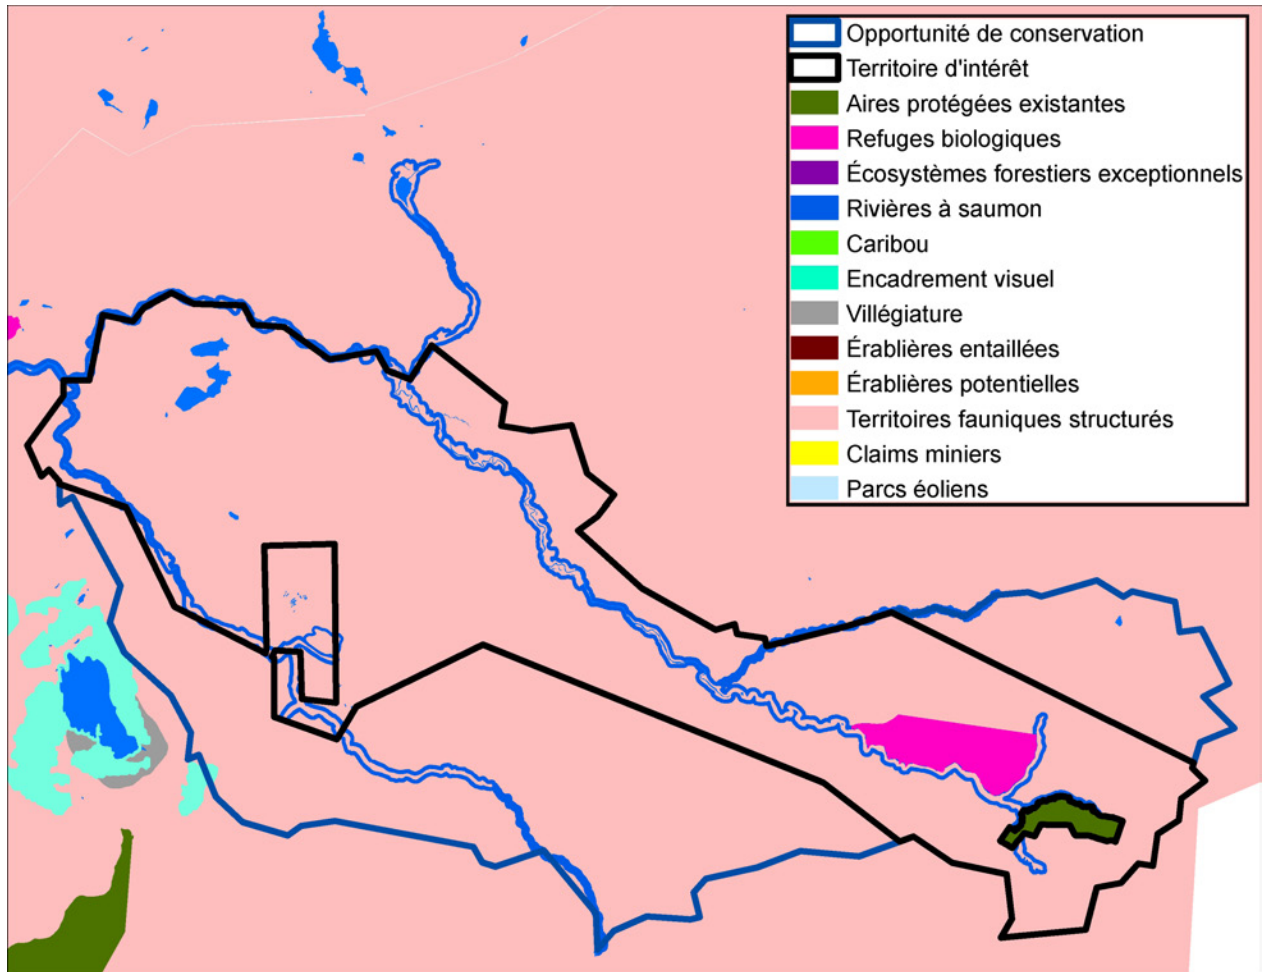 Opportunité de conservation
Territoire d'intérêt
Aires protégées existantes
Refuges biologiques
Écosystèmes forestiers exceptionnels
Rivières à saumon
Caribou
Encadrement visuel
Villégiature
Érablières entaillées
Érablières potentielles
Territoires fauniques structurés
Claims miniers
Parcs éoliens